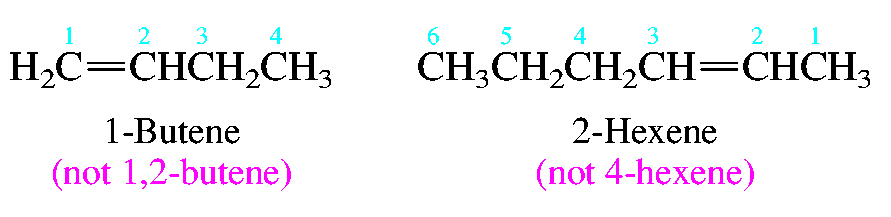 1 2 3 4 6 5 4 3 2 1
H₂C=CHCH₂CH₃ CH₃CH₂CH₂CH=CHCH₃
1-Butene 2-Hexene
(not 1,2-butene) (not 4-hexene)